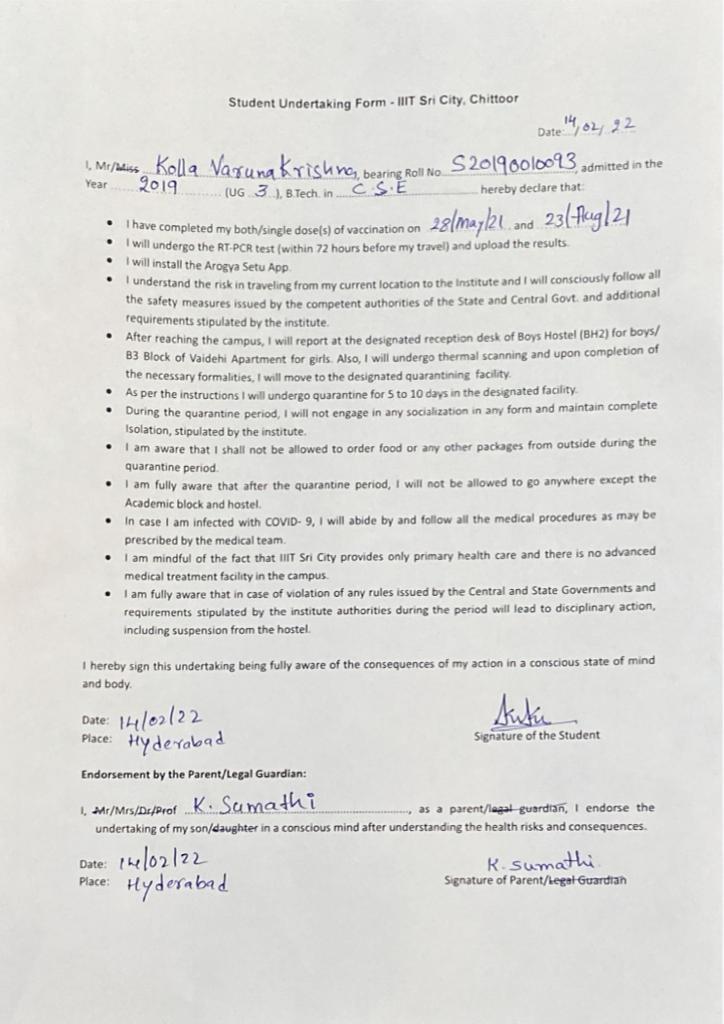 Student Undertaking Form - IIIT Sri City, Chittoor
Date: 14/02/22
I, Mr/Miss Kolla Varuna Krishna, bearing Roll No. S20190010093, admitted in the
Year ......2019............ (UG ..3..), B.Tech. in ...C.S.E................... hereby declare that:
• I have completed my both/single dose(s) of vaccination on 28/May/21 and 23/Aug/21
• I will undergo the RT-PCR test (within 72 hours before my travel) and upload the results.
• I will install the Arogya Setu App.
• I understand the risk in traveling from my current location to the Institute and I will consciously follow all
the safety measures issued by the competent authorities of the State and Central Govt. and additional
requirements stipulated by the institute.
• After reaching the campus, I will report at the designated reception desk of Boys Hostel (BH2) for boys/
B3 Block of Vaidehi Apartment for girls. Also, I will undergo thermal scanning and upon completion of
the necessary formalities, I will move to the designated quarantining facility.
• As per the instructions I will undergo quarantine for 5 to 10 days in the designated facility.
• During the quarantine period, I will not engage in any socialization in any form and maintain complete
Isolation, stipulated by the institute.
• I am aware that I shall not be allowed to order food or any other packages from outside during the
quarantine period.
• I am fully aware that after the quarantine period, I will not be allowed to go anywhere except the
Academic block and hostel.
• In case I am infected with COVID- 9, I will abide by and follow all the medical procedures as may be
prescribed by the medical team.
• I am mindful of the fact that IIIT Sri City provides only primary health care and there is no advanced
medical treatment facility in the campus.
• I am fully aware that in case of violation of any rules issued by the Central and State Governments and
requirements stipulated by the institute authorities during the period will lead to disciplinary action,
including suspension from the hostel.
I hereby sign this undertaking being fully aware of the consequences of my action in a conscious state of mind
and body.
Date: 14/02/22
Place: Hyderabad
Signature of the Student
Endorsement by the Parent/Legal Guardian:
I, Mr/Mrs/Dr/Prof K. Sumathi, as a parent/legal guardian, I endorse the
undertaking of my son/daughter in a conscious mind after understanding the health risks and consequences.
Date: 14/02/22
Place: Hyderabad
K. Sumathi
Signature of Parent/Legal Guardian